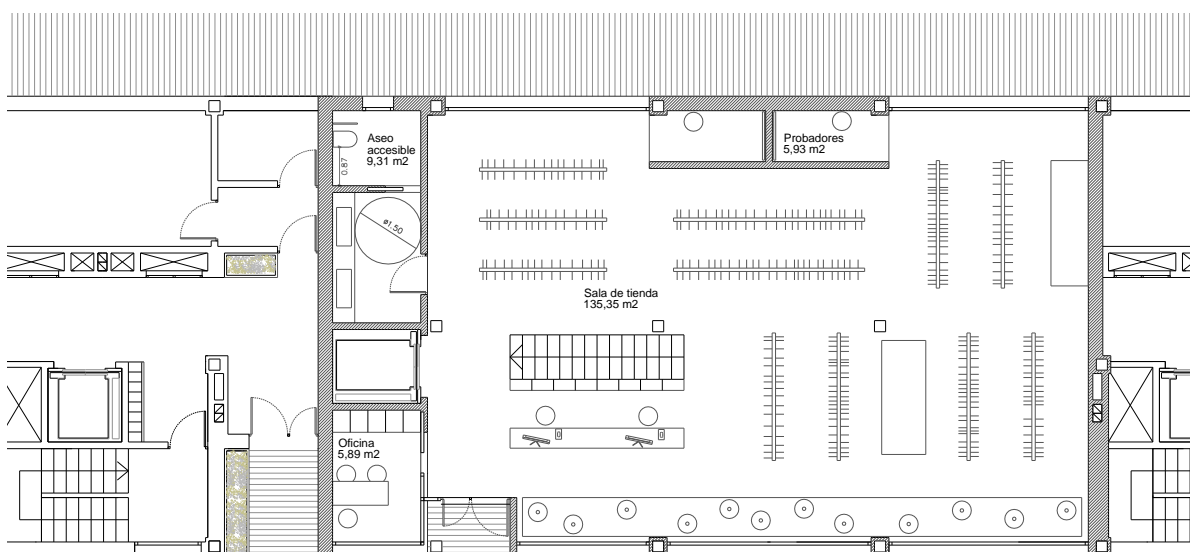 Aseo
accesible
9,31 m2
0.87
ø1.50
Probadores
5,93 m2
Sala de tienda
135,35 m2
Oficina
5,89 m2